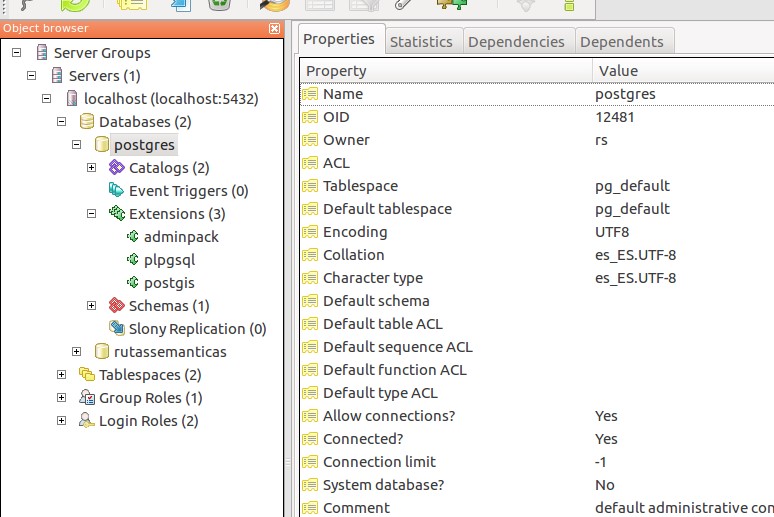 Object browser
Server Groups
Servers (1)
localhost (localhost:5432)
Databases (2)
postgres
Catalogs (2)
Event Triggers (0)
Extensions (3)
adminpack
plpgsql
postgis
Schemas (1)
Slony Replication (0)
rutassemanticas
Tablespaces (2)
Group Roles (1)
Login Roles (2)
Properties Statistics Dependencies Dependents
Property Value
Name postgres
OID 12481
Owner rs
ACL
Tablespace pg_default
Default tablespace pg_default
Encoding UTF8
Collation es_ES.UTF-8
Character type es_ES.UTF-8
Default schema
Default table ACL
Default sequence ACL
Default function ACL
Default type ACL
Allow connections? Yes
Connected? Yes
Connection limit -1
System database? No
Comment default administrative con